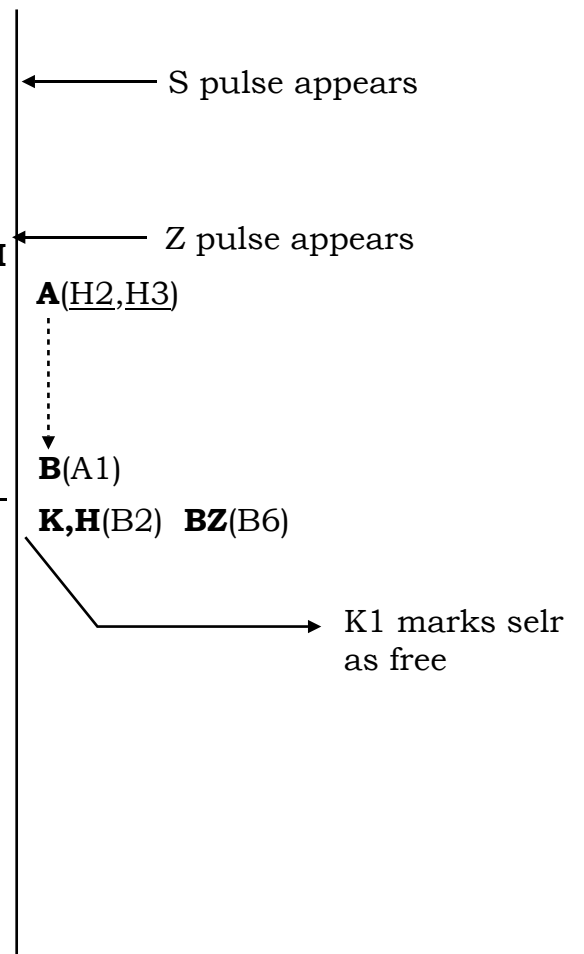 S pulse appears
Z pulse appears
A(H2,H3)
B(A1)
K,H(B2) BZ(B6)
K1 marks selr
as free